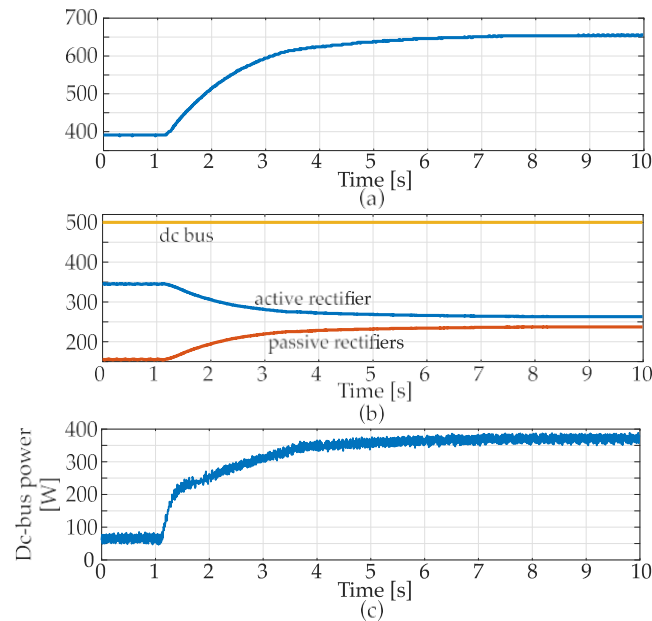 700
600
500
400
0 1 2 3 4 5 6 7 8 9 10
Time [s]
(a)
500
dc bus
400
active rectifier
300
passive rectifiers
200
0 1 2 3 4 5 6 7 8 9 10
Time [s]
(b)
Dc-bus power
[W]
400
300
200
100
0
0 1 2 3 4 5 6 7 8 9 10
Time [s]
(c)